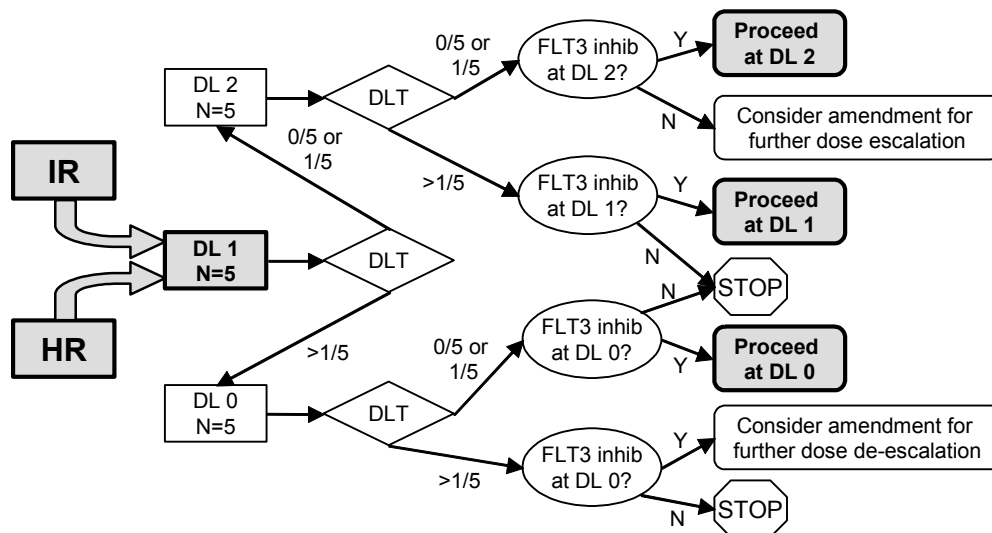 IR
HR
DL 1
N=5
DLT
0/5 or
1/5
>1/5
DL 2
N=5
DLT
0/5 or
1/5
FLT3 inhib
at DL 2?
Y
Proceed
at DL 2
N
Consider amendment for
further dose escalation
>1/5
FLT3 inhib
at DL 1?
Y
Proceed
at DL 1
N
STOP
DL 0
N=5
DLT
0/5 or
1/5
FLT3 inhib
at DL 0?
N
Y
Proceed
at DL 0
>1/5
FLT3 inhib
at DL 0?
Y
Consider amendment for
further dose de-escalation
N
STOP